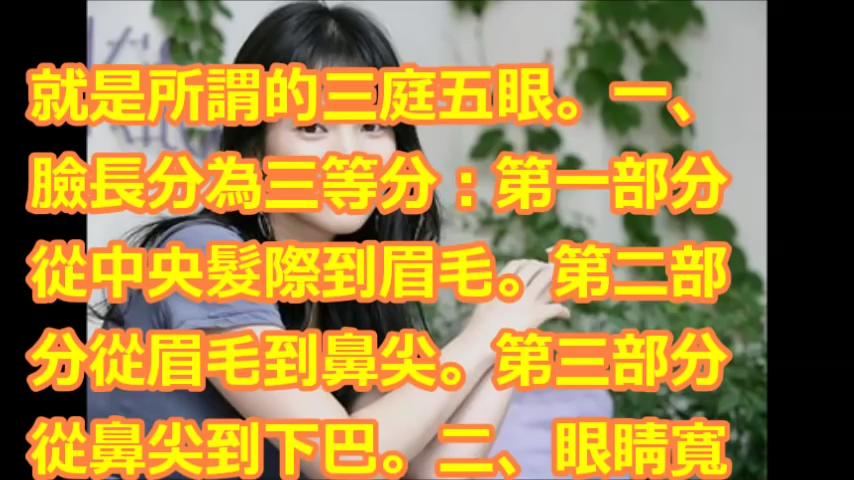 就是所謂的三庭五眼。一、
臉長分為三等分：第一部分
從中央髮際到眉毛。第二部
分從眉毛到鼻尖。第三部分
從鼻尖到下巴。二、眼睛寬